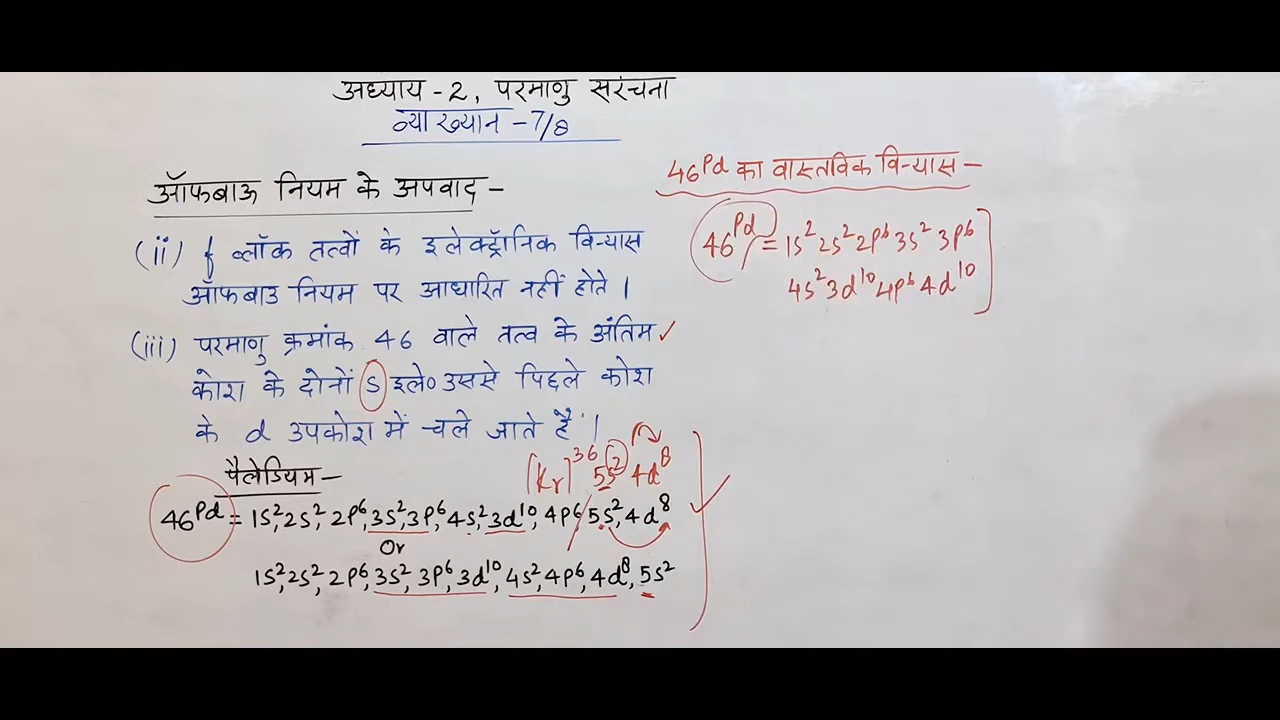 अध्याय - 2, परमाणु सरंचना
व्याख्यान - 7/8
ऑफबाऊ नियम के अपवाद -
(ii) f ब्लॉक तत्वों के इलेक्ट्रॉनिक विन्यास
ऑफबाउ नियम पर आधारित नहीं होते ।
(iii) परमाणु क्रमांक 46 वाले तत्व के अंतिम ✓
कोश के दोनों s इले० उससे पिछले कोश
के d उपकोश में चले जाते है ।
पैलेडियम -
[Kr]³⁶ 5s² 4d⁸
46ᴾᵈ = 1s², 2s², 2p⁶, 3s², 3p⁶, 4s², 3d¹⁰, 4p⁶, 5s², 4d⁸
Or
1s², 2s², 2p⁶, 3s², 3p⁶, 3d¹⁰, 4s², 4p⁶, 4d⁸, 5s²
46ᴾᵈ का वास्तविक विन्यास -
46ᴾᵈ = 1s² 2s² 2p⁶ 3s² 3p⁶
4s² 3d¹⁰ 4p⁶ 4d¹⁰